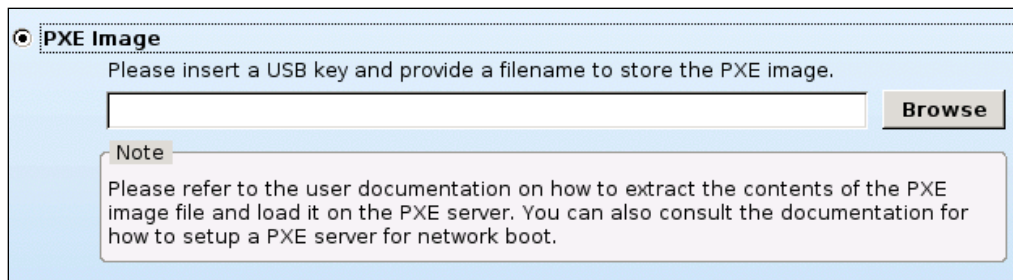 PXE Image
Please insert a USB key and provide a filename to store the PXE image.
Browse
Note
Please refer to the user documentation on how to extract the contents of the PXE
image file and load it on the PXE server. You can also consult the documentation for
how to setup a PXE server for network boot.